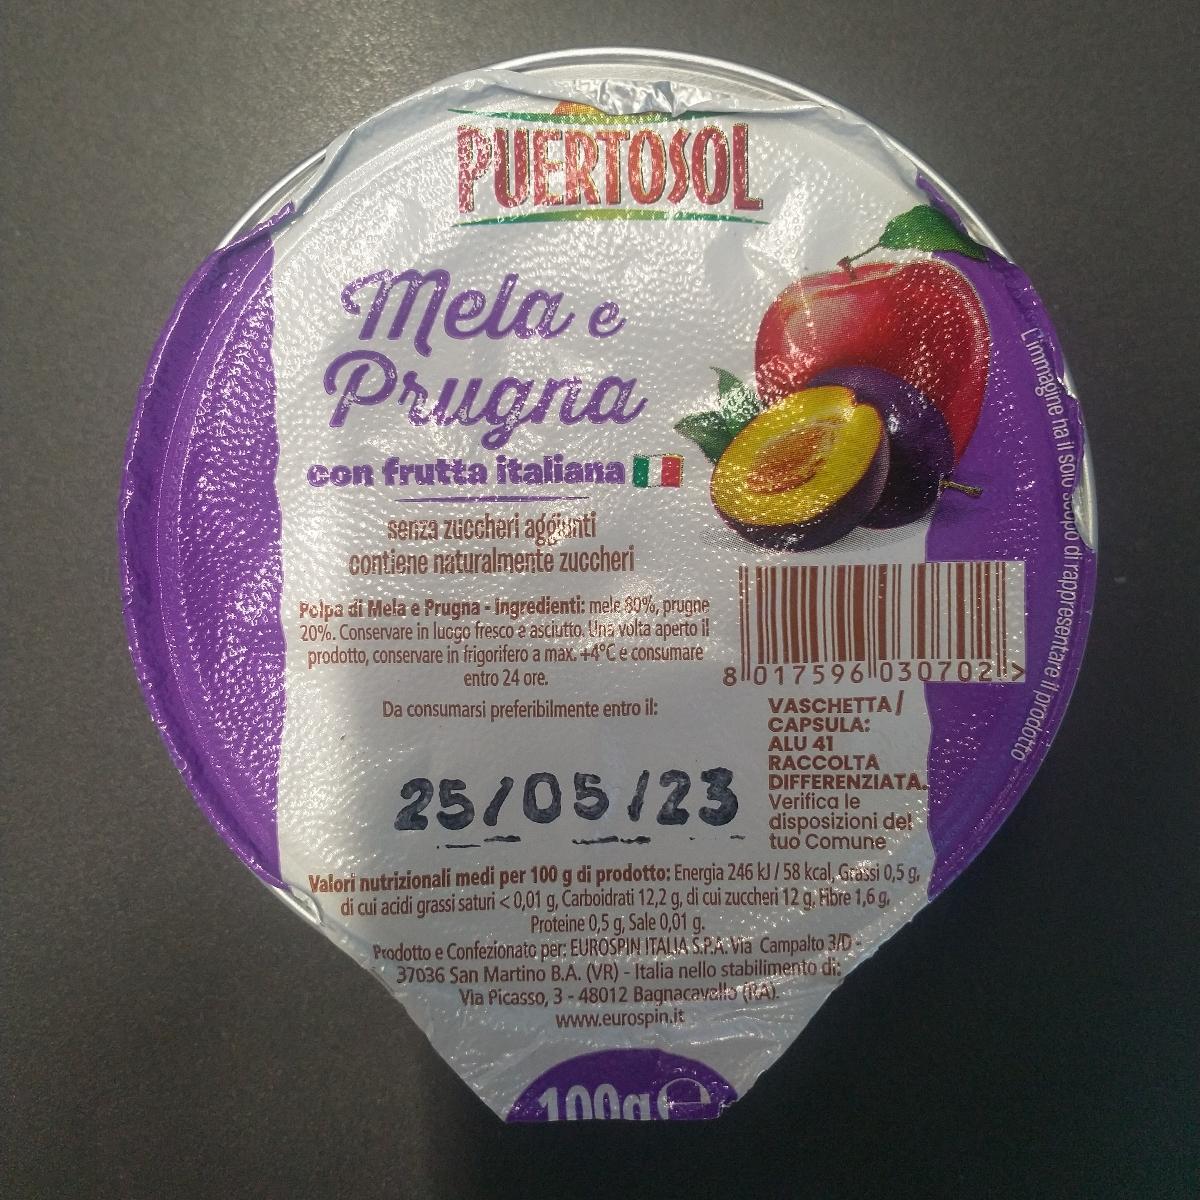 PUERTOSOL
Mela e
Prugna
con frutta italiana
senza zuccheri aggiunti
contiene naturalmente zuccheri
Polpa di Mela e Prugna - Ingredienti: mele 80%, prugne
20%. Conservare in luogo fresco e asciutto. Una volta aperto il
prodotto, conservare in frigorifero a max. +4°C e consumare
entro 24 ore.
Da consumarsi preferibilmente entro il:
25/05/23
8 017596 030702 >
VASCHETTA/
CAPSULA:
ALU 41
RACCOLTA
DIFFERENZIATA.
Verifica le
disposizioni del
tuo Comune
L'immagine ha il solo scopo di rappresentare il prodotto
Valori nutrizionali medi per 100 g di prodotto: Energia 246 kJ / 58 kcal, Grassi 0,5 g,
di cui acidi grassi saturi < 0,01 g, Carboidrati 12,2 g, di cui zuccheri 12 g, Fibre 1,6 g,
Proteine 0,5 g, Sale 0,01 g.
Prodotto e Confezionato per: EUROSPIN ITALIA S.P.A. Via Campalto 3/D -
37036 San Martino B.A. (VR) - Italia nello stabilimento di:
Via Picasso, 3 - 48012 Bagnacavallo (RA).
www.eurospin.it
100g e